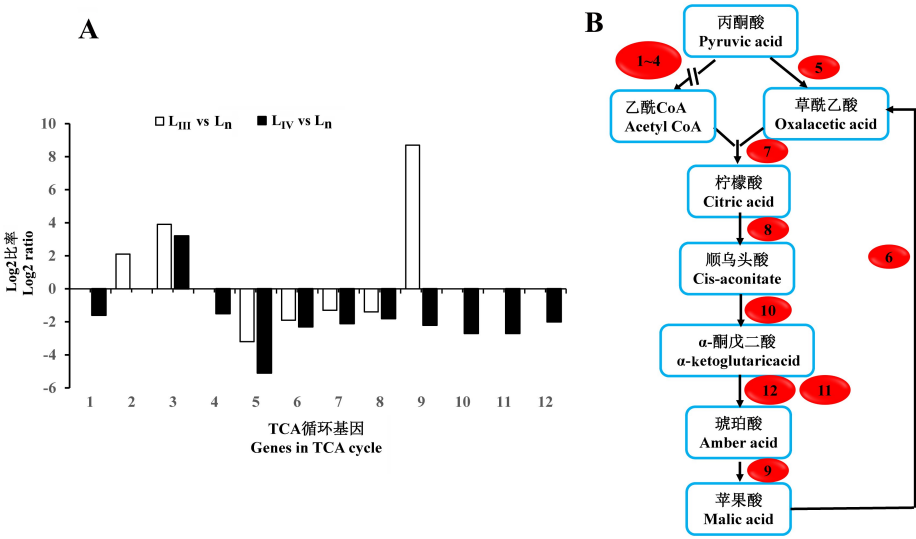 A
L_III vs L_n
L_IV vs L_n
10
8
6
4
2
0
-2
-4
-6
Log2比率
Log2 ratio
1 2 3 4 5 6 7 8 9 10 11 12
TCA循环基因
Genes in TCA cycle
B
丙酮酸
Pyruvic acid
1~4
5
乙酰CoA
Acetyl CoA
草酰乙酸
Oxalacetic acid
7
柠檬酸
Citric acid
8
6
顺乌头酸
Cis-aconitate
10
α-酮戊二酸
α-ketoglutaricacid
12
11
琥珀酸
Amber acid
9
苹果酸
Malic acid